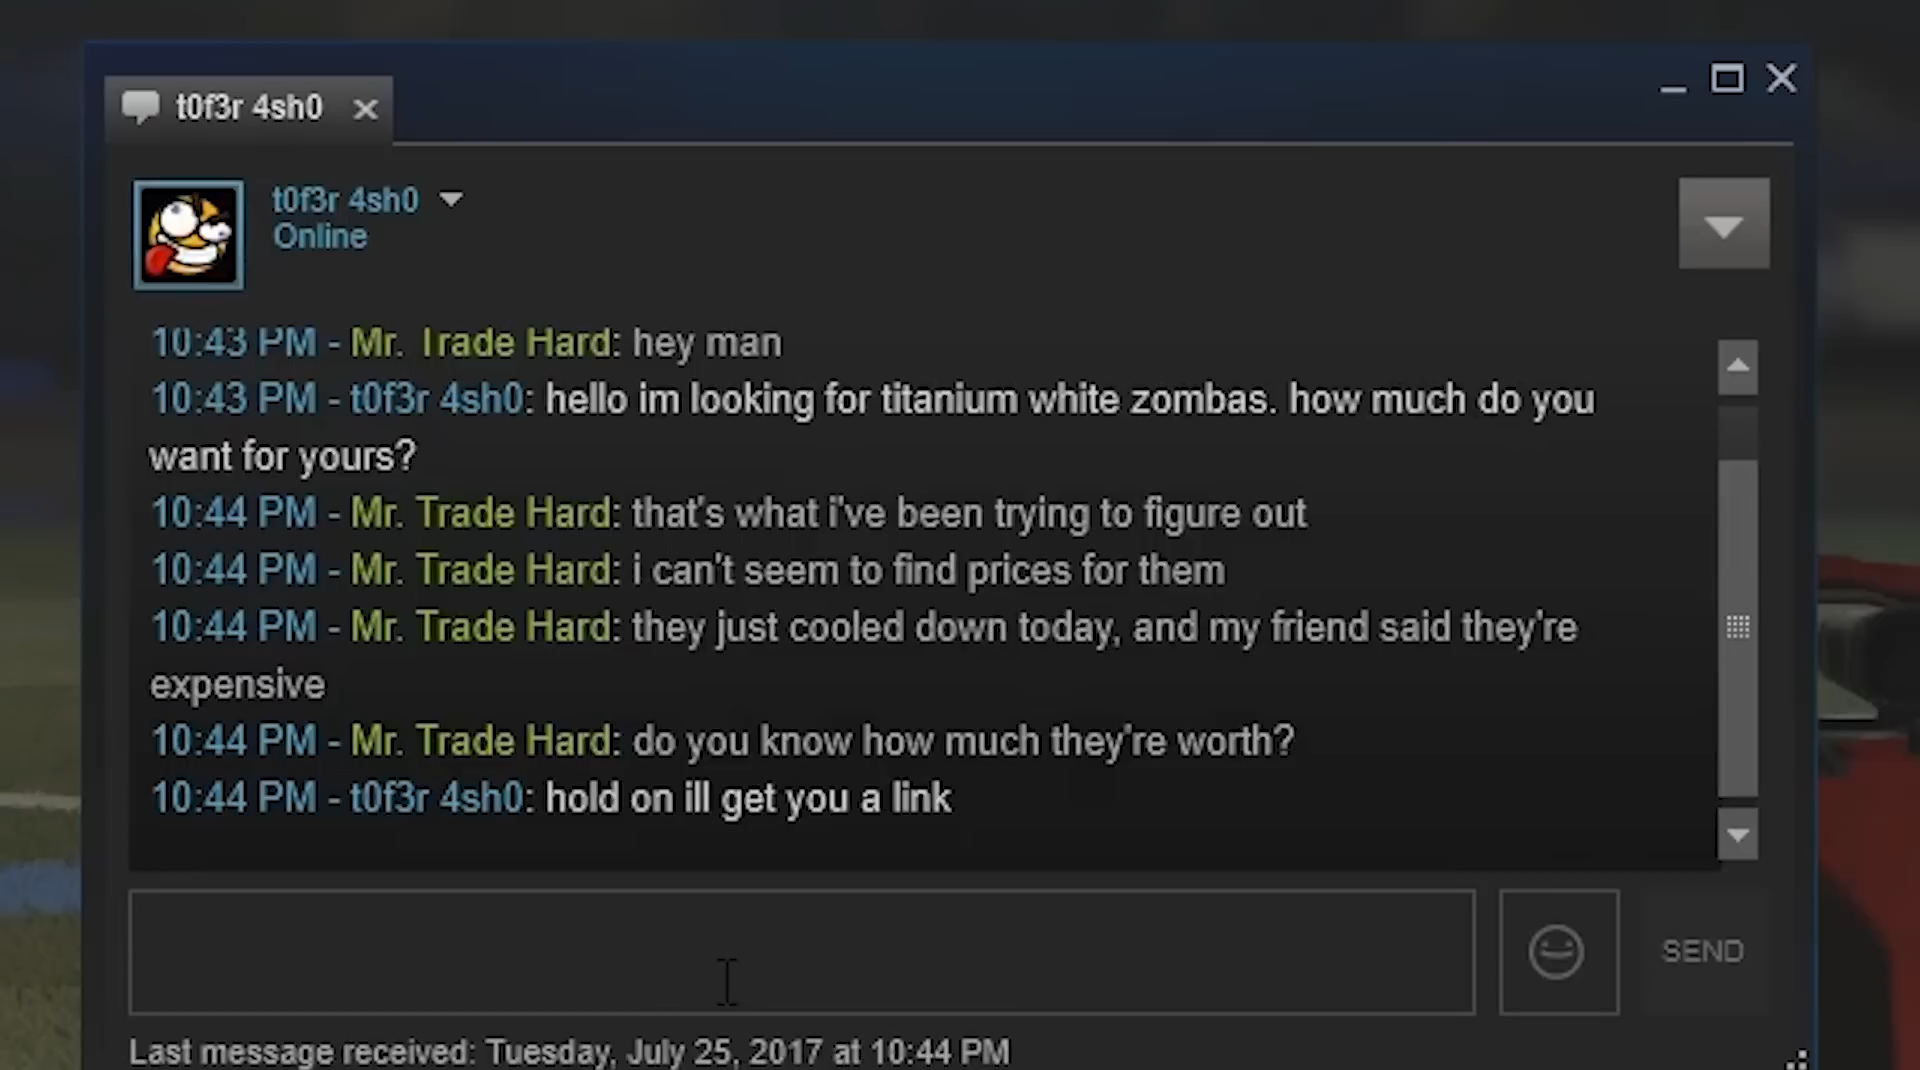 t0f3r 4sh0
t0f3r 4sh0
Online
10:43 PM - Mr. Trade Hard: hey man
10:43 PM - t0f3r 4sh0: hello im looking for titanium white zombas. how much do you
want for yours?
10:44 PM - Mr. Trade Hard: that's what i've been trying to figure out
10:44 PM - Mr. Trade Hard: i can't seem to find prices for them
10:44 PM - Mr. Trade Hard: they just cooled down today, and my friend said they're
expensive
10:44 PM - Mr. Trade Hard: do you know how much they're worth?
10:44 PM - t0f3r 4sh0: hold on ill get you a link
SEND
Last message received: Tuesday, July 25, 2017 at 10:44 PM